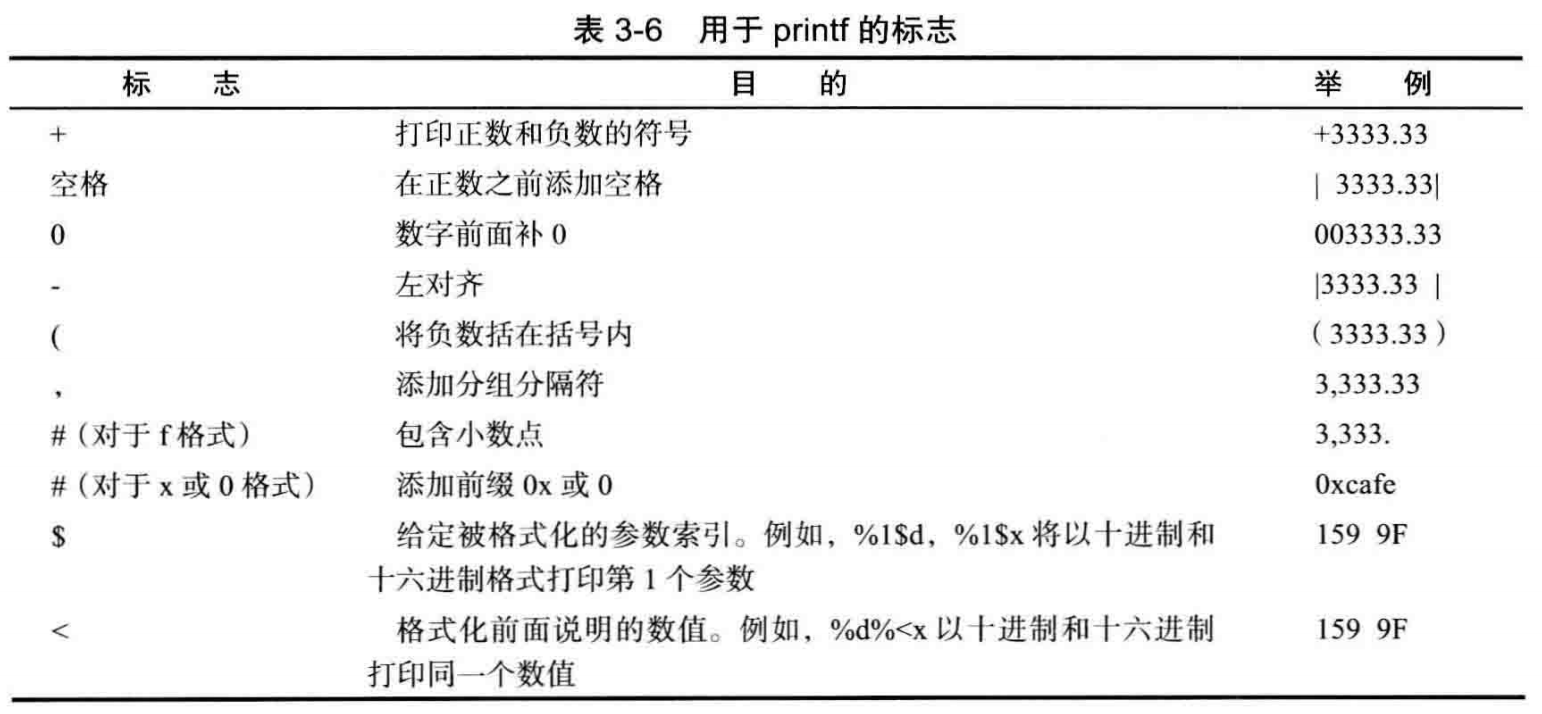 表 3-6 用于 printf 的标志
标 志 目 的 举 例
+ 打印正数和负数的符号 +3333.33
空格 在正数之前添加空格 | 3333.33|
0 数字前面补 0 003333.33
- 左对齐 |3333.33 |
( 将负数括在括号内 （3333.33）
, 添加分组分隔符 3,333.33
#（对于 f 格式） 包含小数点 3,333.
#（对于 x 或 0 格式） 添加前缀 0x 或 0 0xcafe
$ 给定被格式化的参数索引。例如，%1$d，%1$x 将以十进制和 159 9F
十六进制格式打印第 1 个参数
< 格式化前面说明的数值。例如，%d%<x 以十进制和十六进制 159 9F
打印同一个数值